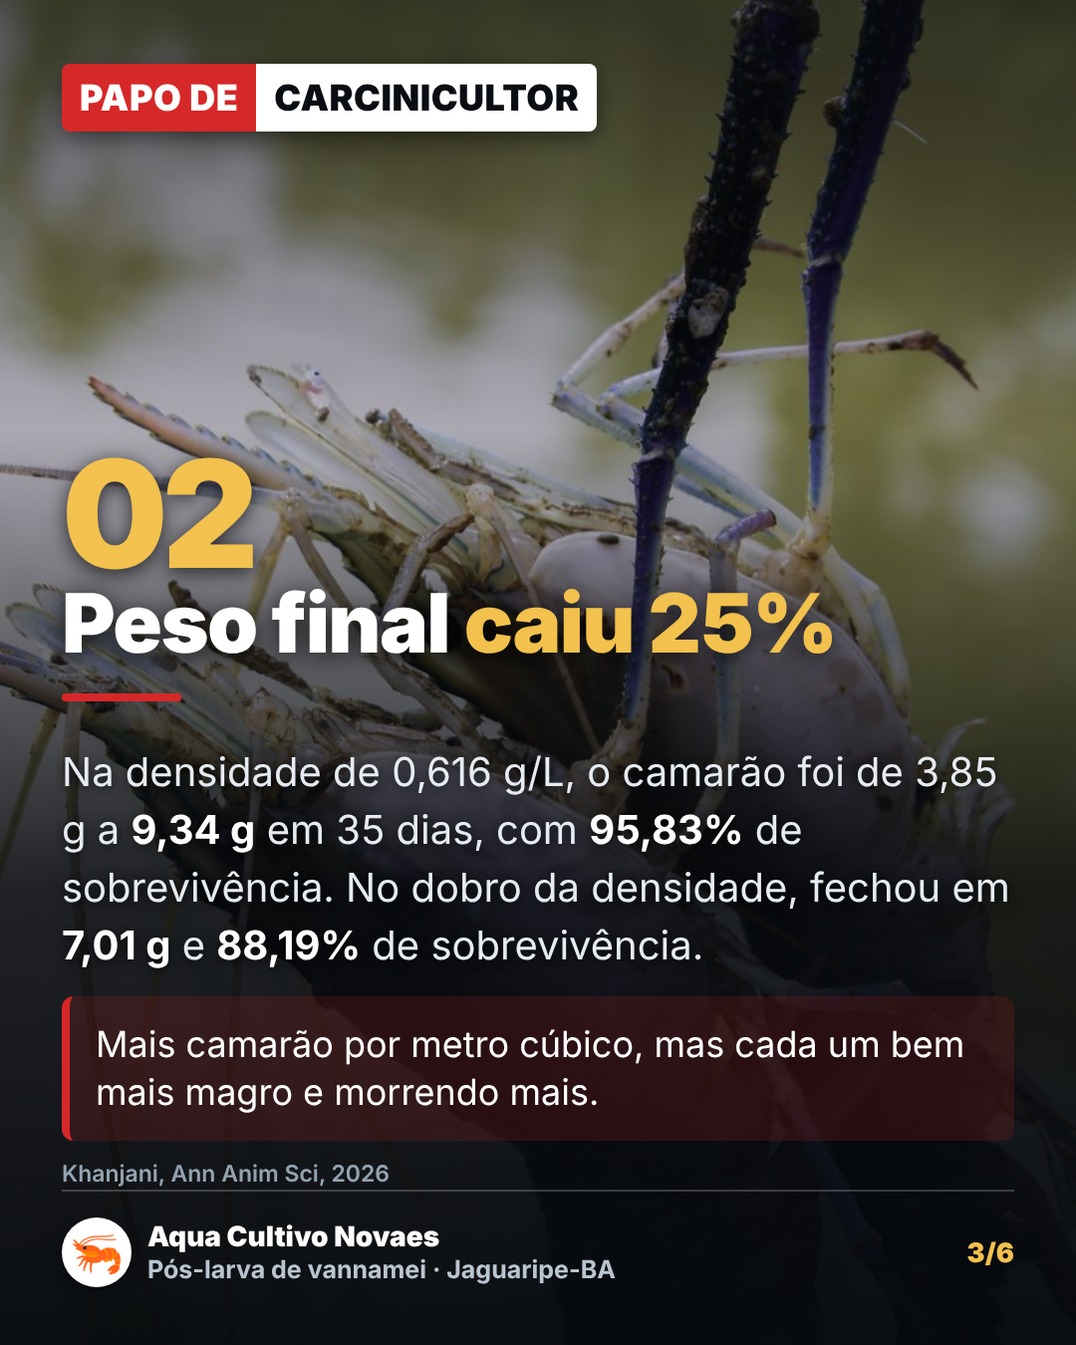 PAPO DE CARCINICULTOR
02
Peso final caiu 25%
Na densidade de 0,616 g/L, o camarão foi de 3,85
g a 9,34 g em 35 dias, com 95,83% de
sobrevivência. No dobro da densidade, fechou em
7,01 g e 88,19% de sobrevivência.
Mais camarão por metro cúbico, mas cada um bem
mais magro e morrendo mais.
Khanjani, Ann Anim Sci, 2026
Aqua Cultivo Novaes
Pós-larva de vannamei · Jaguaripe-BA
3/6